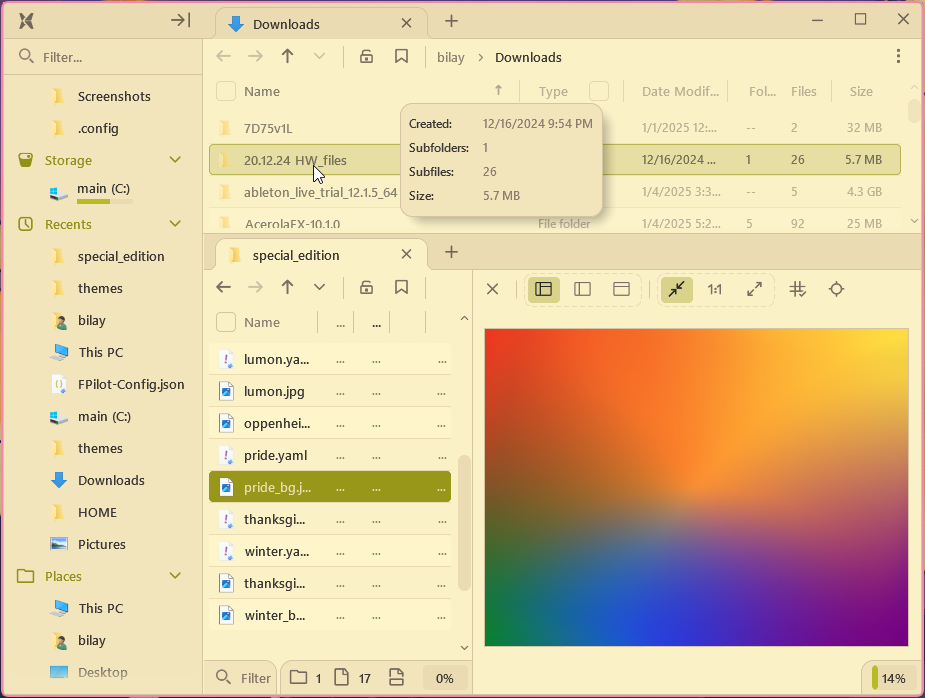 Downloads
Filter...
bilay > Downloads
Name Type Date Modif... Fol... Files Size
7D75v1L 1/1/2025 12:... -- 2 32 MB
20.12.24 HW_files 12/16/2024 ... 1 26 5.7 MB
ableton_live_trial_12.1.5_64 1/4/2025 3:3... -- 5 4.3 GB
AcerolaFX-10.1.0 File folder 1/4/2025 5:2... 5 92 25 MB
Created: 12/16/2024 9:54 PM
Subfolders: 1
Subfiles: 26
Size: 5.7 MB
Screenshots
.config
Storage
main (C:)
Recents
special_edition
themes
bilay
This PC
FPilot-Config.json
main (C:)
themes
Downloads
HOME
Pictures
Places
This PC
bilay
Desktop
special_edition
1:1
Name ... ...
lumon.ya... ... ... ...
lumon.jpg ... ... ...
oppenhei... ... ... ...
pride.yaml ... ... ...
pride_bg.j... ... ... ...
thanksgi... ... ... ...
winter.ya... ... ... ...
thanksgi... ... ... ...
winter_b... ... ... ...
Filter 1 17 0%
14%